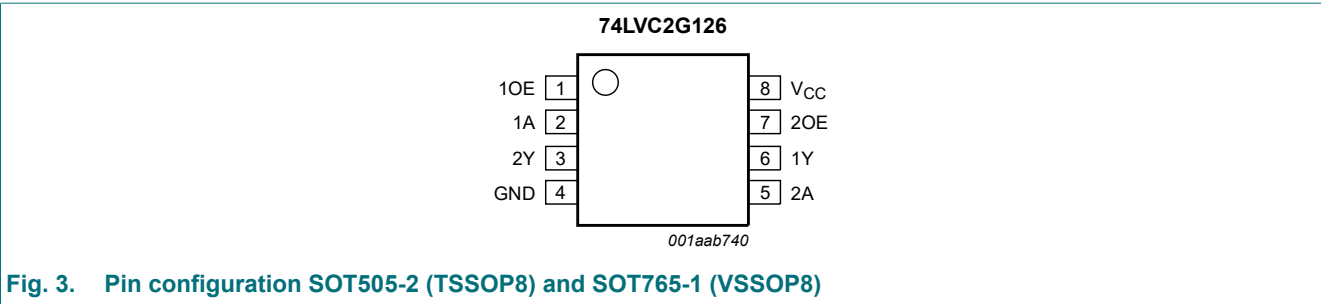 74LVC2G126
1OE 1 8 VCC
1A 2 7 2OE
2Y 3 6 1Y
GND 4 5 2A
001aab740
Fig. 3. Pin configuration SOT505-2 (TSSOP8) and SOT765-1 (VSSOP8)